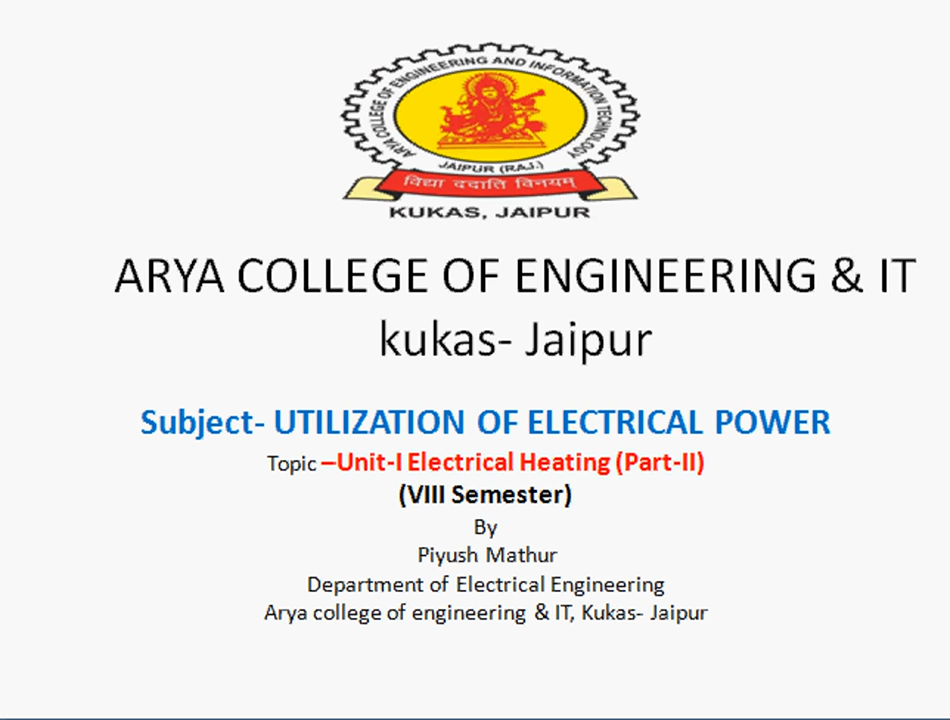 ARYA COLLEGE OF ENGINEERING AND INFORMATION TECHNOLOGY
JAIPUR (RAJ.)
विद्या ददाति विनयम्
KUKAS, JAIPUR
ARYA COLLEGE OF ENGINEERING & IT
kukas- Jaipur
Subject- UTILIZATION OF ELECTRICAL POWER
Topic –Unit-I Electrical Heating (Part-II)
(VIII Semester)
By
Piyush Mathur
Department of Electrical Engineering
Arya college of engineering & IT, Kukas- Jaipur